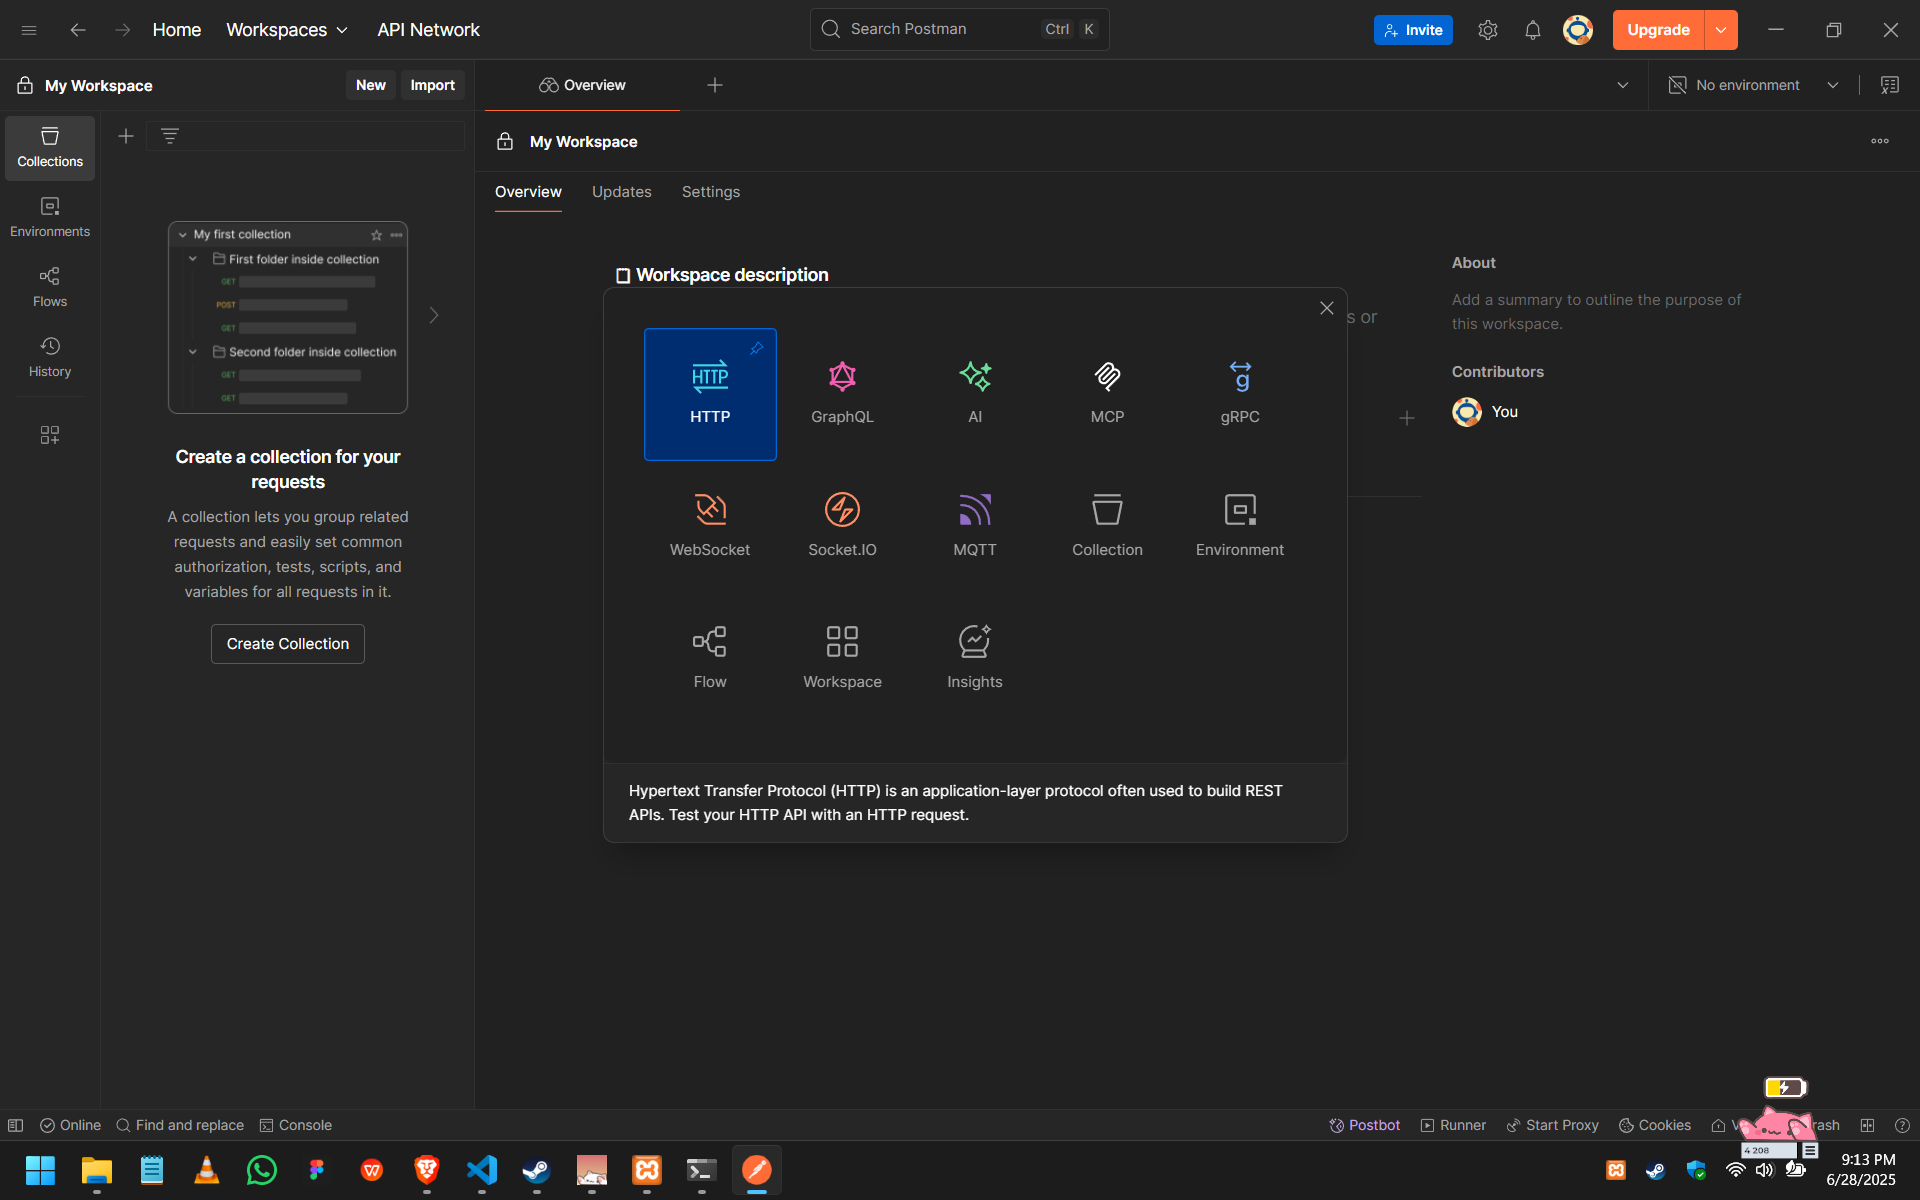 Home
Workspaces
API Network
Search Postman
Ctrl
K
Invite
Upgrade
My Workspace
New
Import
Overview
No environment
Collections
Environments
Flows
History
My first collection
First folder inside collection
GET
POST
GET
Second folder inside collection
GET
GET
Create a collection for your
requests
A collection lets you group related
requests and easily set common
authorization, tests, scripts, and
variables for all requests in it.
Create Collection
My Workspace
Overview
Updates
Settings
Workspace description
s or
HTTP
HTTP
GraphQL
AI
MCP
g
gRPC
WebSocket
Socket.IO
MQTT
Collection
Environment
Flow
Workspace
Insights
Hypertext Transfer Protocol (HTTP) is an application-layer protocol often used to build REST
APIs. Test your HTTP API with an HTTP request.
About
Add a summary to outline the purpose of
this workspace.
Contributors
You
Online
Find and replace
Console
Postbot
Runner
Start Proxy
Cookies
V
rash
4 208
9:13 PM
6/28/2025